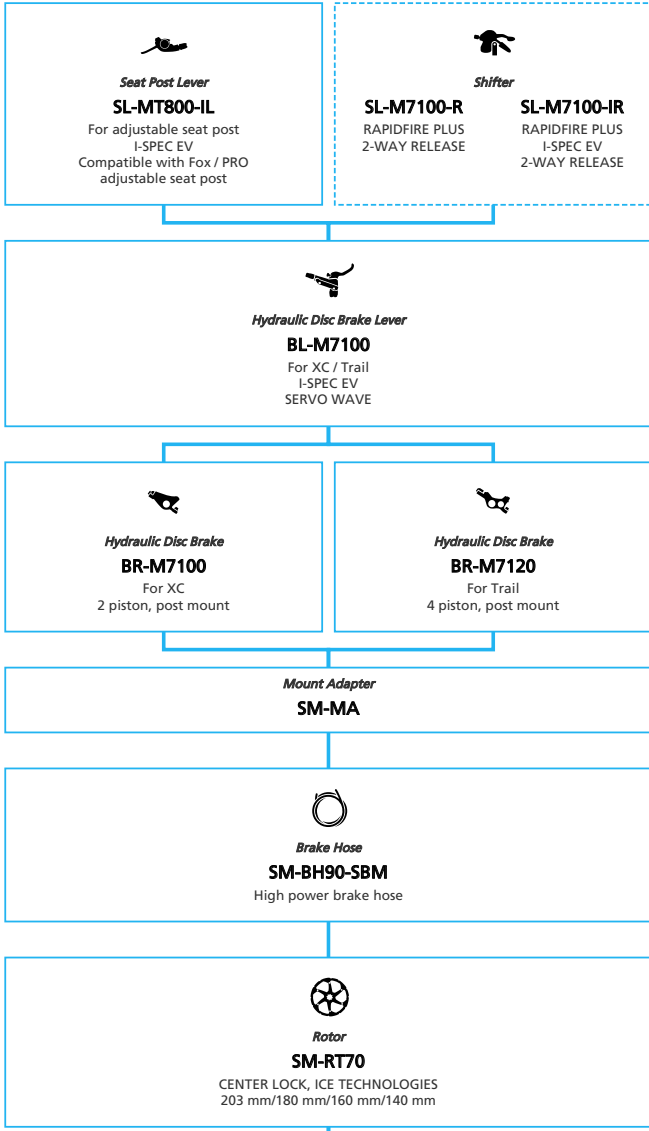 Seat Post Lever
SL-MT800-IL
For adjustable seat post
I-SPEC EV
Compatible with Fox / PRO
adjustable seat post
Shifter
SL-M7100-R
RAPIDFIRE PLUS
2-WAY RELEASE
SL-M7100-IR
RAPIDFIRE PLUS
I-SPEC EV
2-WAY RELEASE
Hydraulic Disc Brake Lever
BL-M7100
For XC / Trail
I-SPEC EV
SERVO WAVE
Hydraulic Disc Brake
BR-M7100
For XC
2 piston, post mount
Hydraulic Disc Brake
BR-M7120
For Trail
4 piston, post mount
Mount Adapter
SM-MA
Brake Hose
SM-BH90-SBM
High power brake hose
Rotor
SM-RT70
CENTER LOCK, ICE TECHNOLOGIES
203 mm/180 mm/160 mm/140 mm